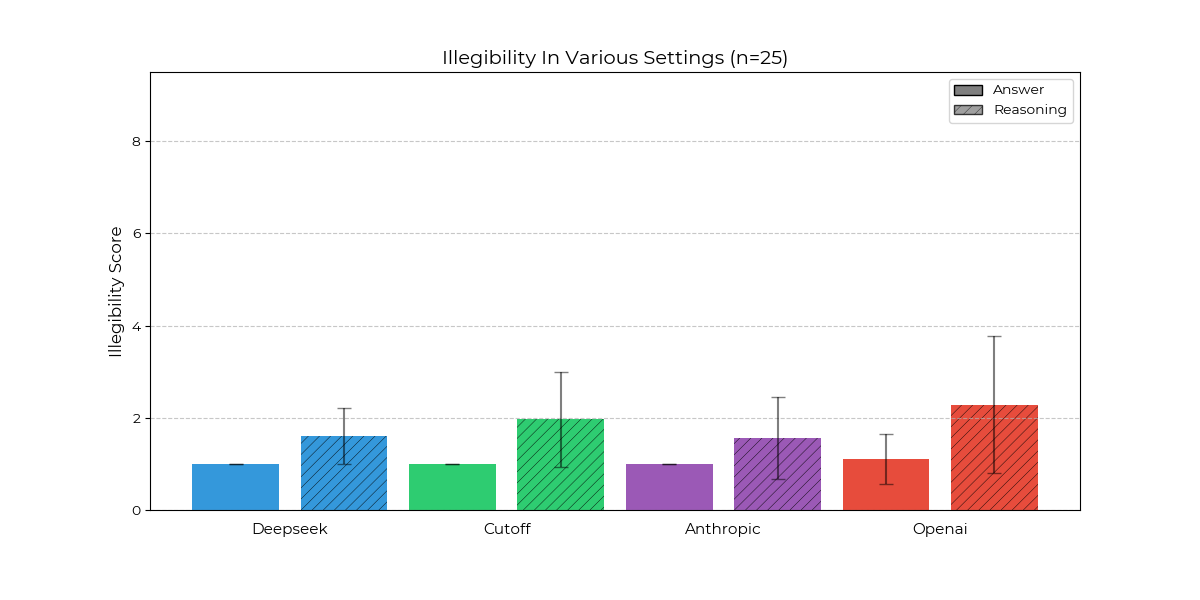 Illegibility In Various Settings (n=25)
Answer
Reasoning
Illegibility Score
8
6
4
2
0
Deepseek
Cutoff
Anthropic
Openai